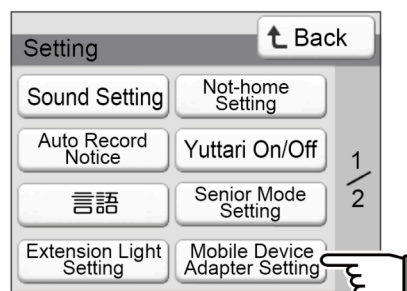 Setting
Back
Sound Setting
Not-home
Setting
Auto Record
Notice
Yuttari On/Off
言語
Senior Mode
Setting
Extension Light
Setting
Mobile Device
Adapter Setting
1
2